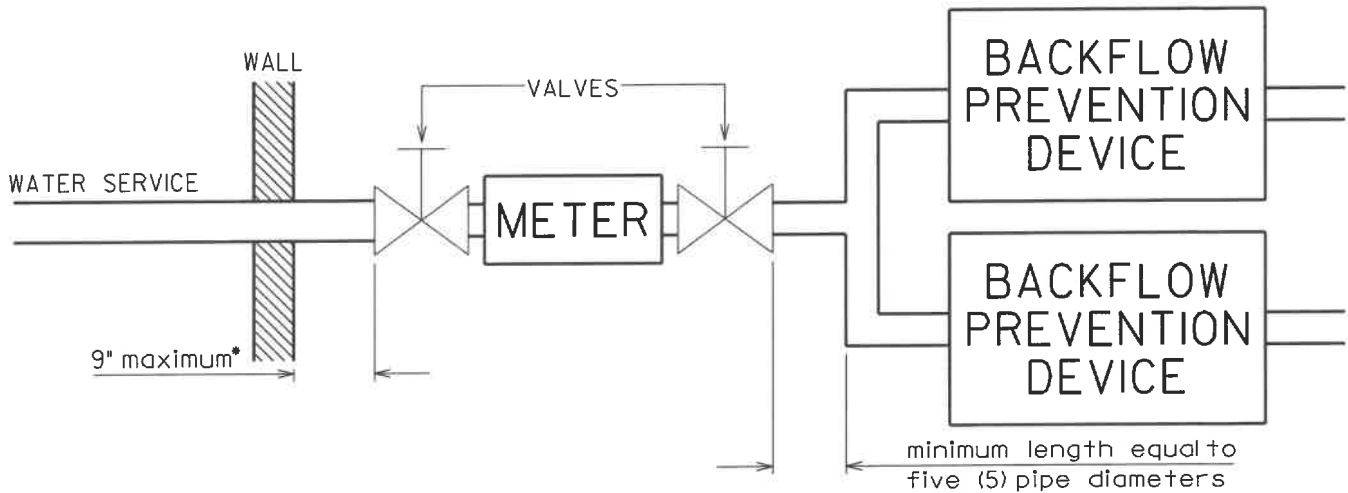 WALL
VALVES
WATER SERVICE
METER
BACKFLOW
PREVENTION
DEVICE
BACKFLOW
PREVENTION
DEVICE
9" maximum*
minimum length equal to
five (5) pipe diameters